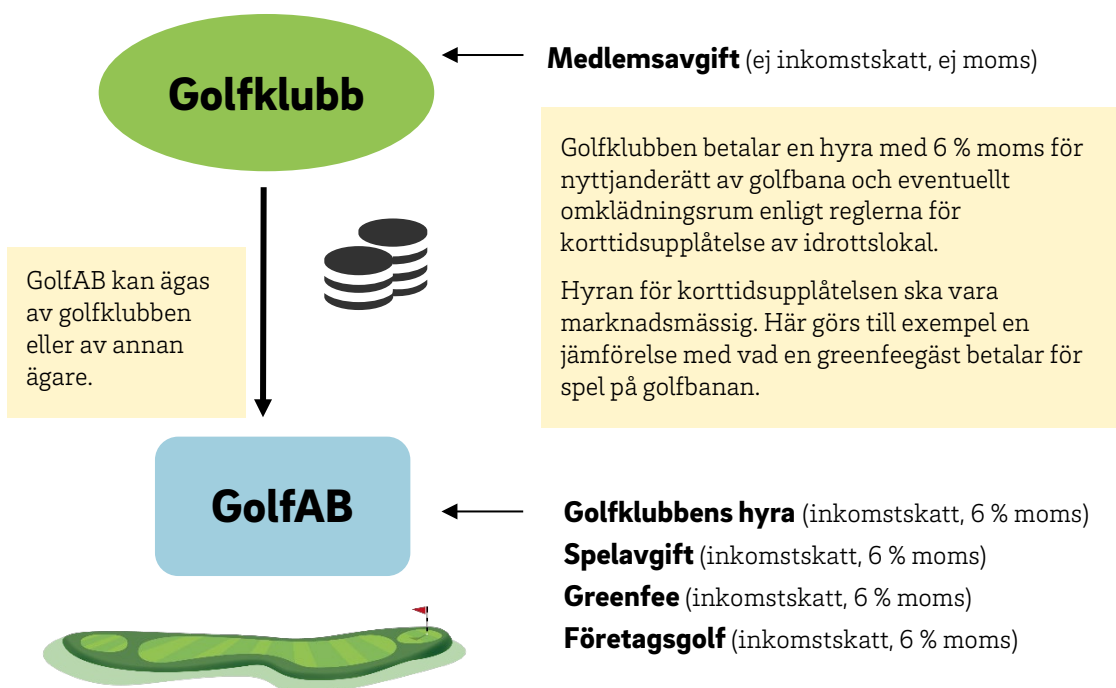 Golfklubb
Medlemsavgift (ej inkomstskatt, ej moms)
Golfklubben betalar en hyra med 6 % moms för
nyttjanderätt av golfbana och eventuellt
omklädningsrum enligt reglerna för
korttidsupplåtelse av idrottslokal.
Hyran för korttidsupplåtelsen ska vara
marknadsmässig. Här görs till exempel en
jämförelse med vad en greenfeegäst betalar för
spel på golfbanan.
GolfAB kan ägas
av golfklubben
eller av annan
ägare.
GolfAB
Golfklubbens hyra (inkomstskatt, 6 % moms)
Spelavgift (inkomstskatt, 6 % moms)
Greenfee (inkomstskatt, 6 % moms)
Företagsgolf (inkomstskatt, 6 % moms)